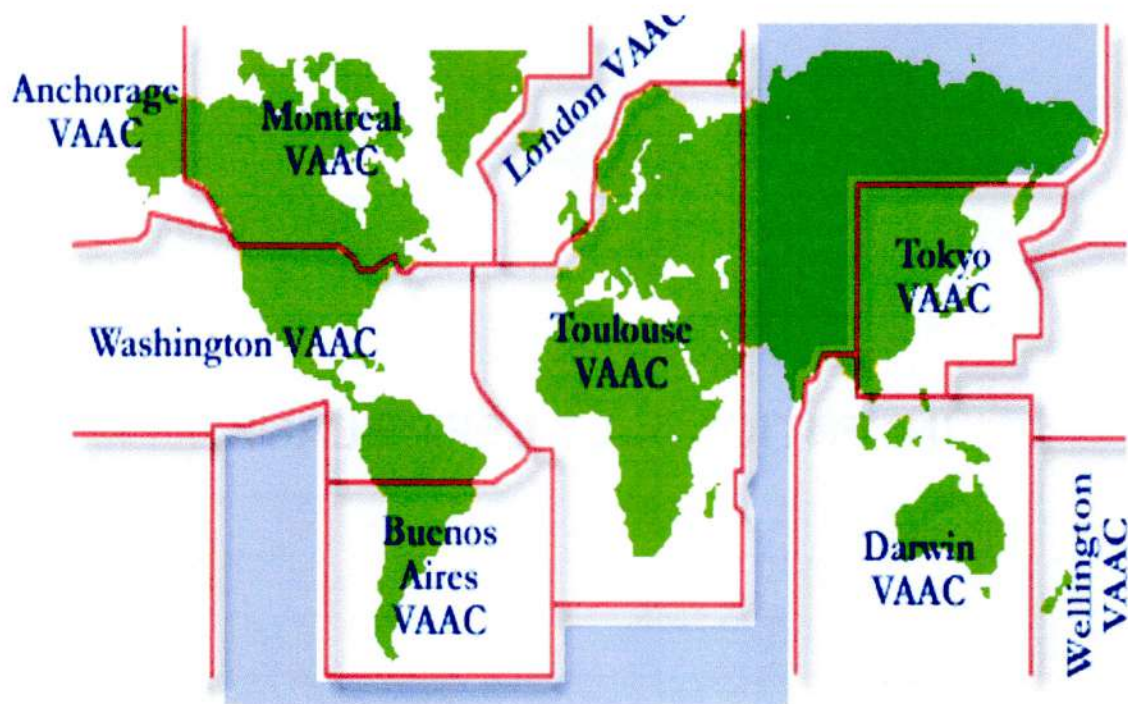 Anchorage
VAAC
Montreal
VAAC
London VAAC
Washington VAAC
Toulouse
VAAC
Tokyo
VAAC
Buenos
Aires
VAAC
Darwin
VAAC
Wellington
VAAC